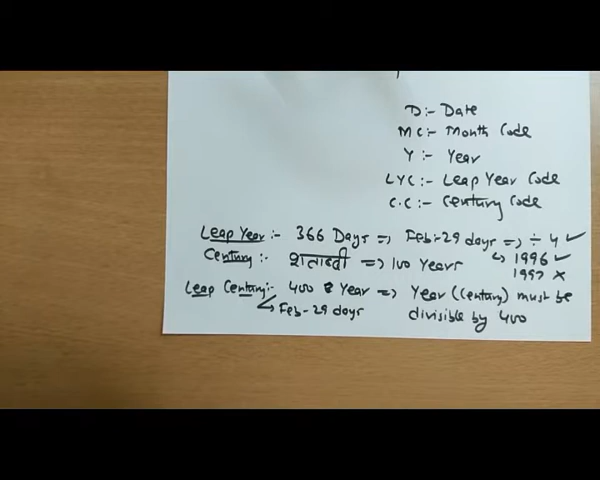 D:- Date
MC:- Month Code
Y:- Year
LYC:- Leap Year Code
C.C:- Century Code
Leap Year:- 366 Days => Feb:-29 days => ÷ 4 ✓
Century:- शताब्दी => 100 Years ↳ 1996 ✓
1997 ×
Leap Century:- 400 Year => Year (Century) must be
↳ Feb-29 days divisible by 400